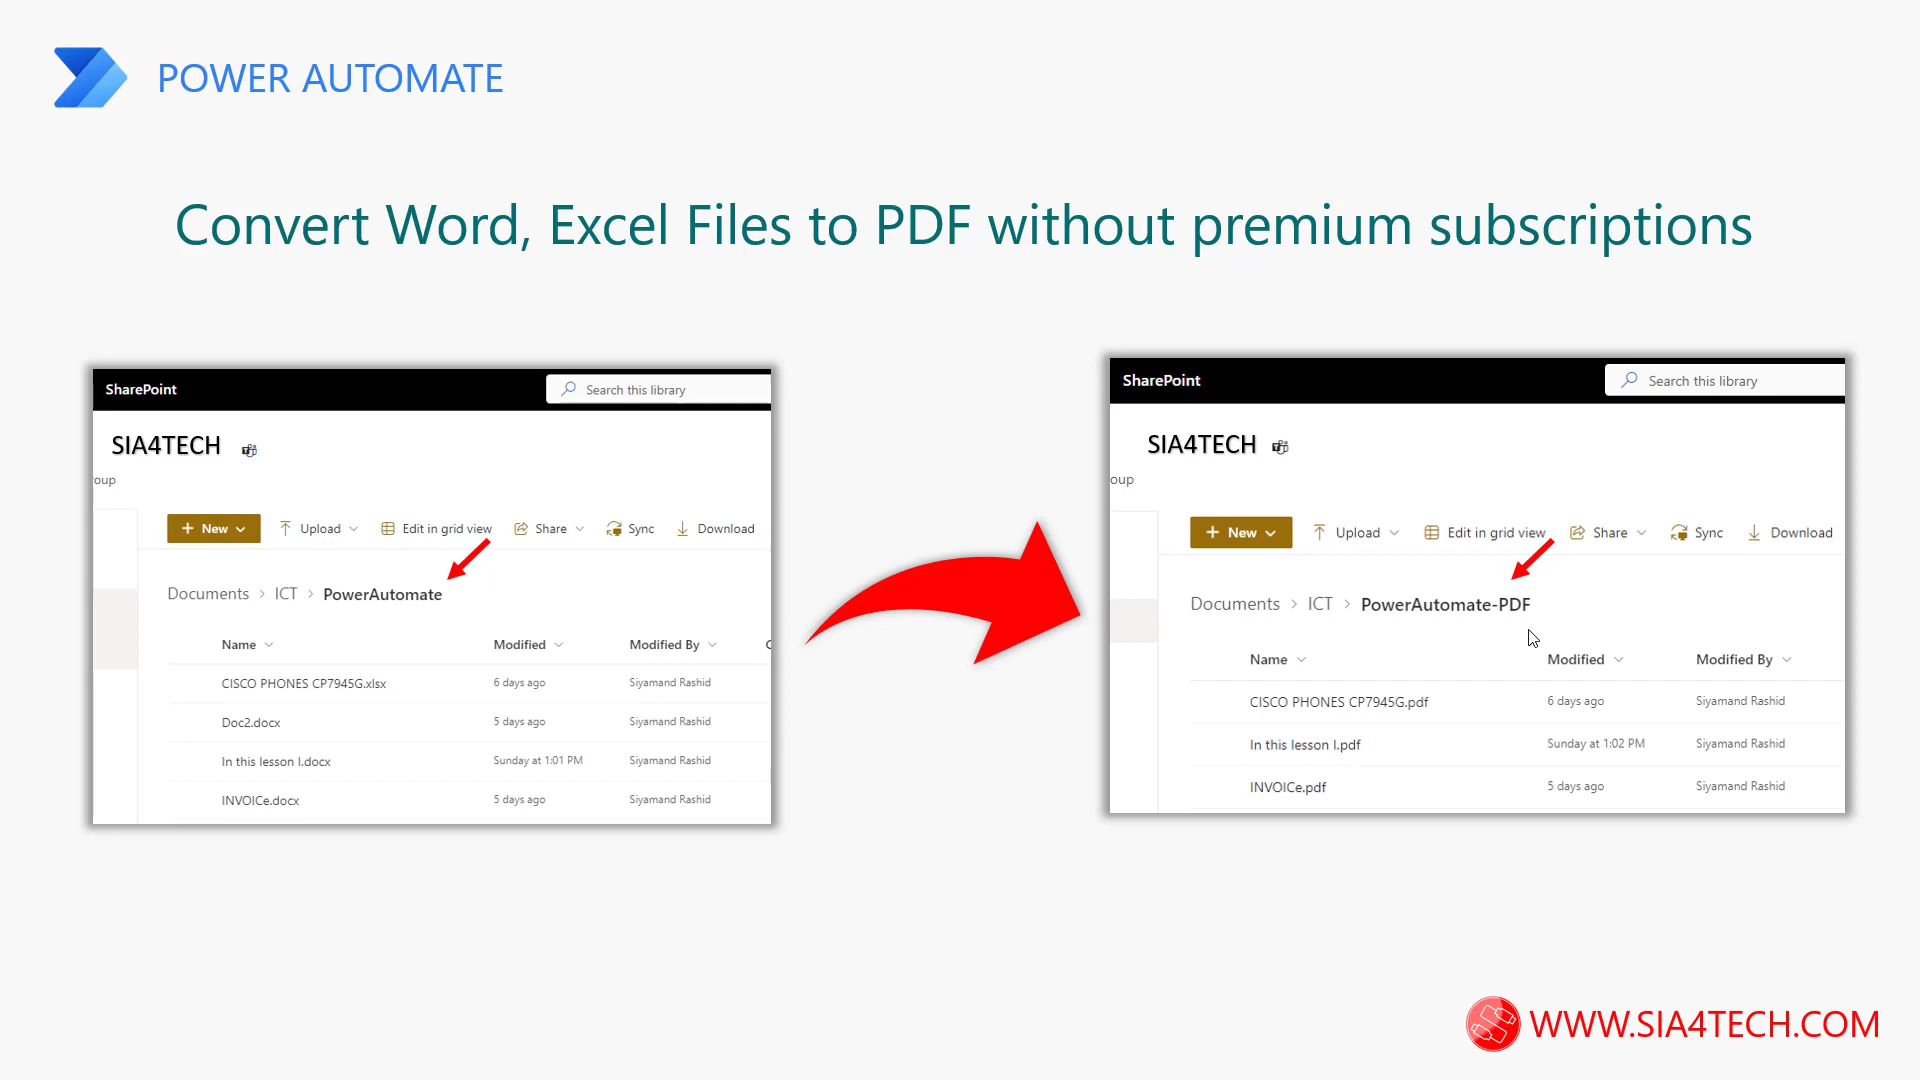 POWER AUTOMATE
Convert Word, Excel Files to PDF without premium subscriptions
SharePoint
Search this library
SIA4TECH
oup
New
Upload
Edit in grid view
Share
Sync
Download
Documents > ICT > PowerAutomate
Name Modified Modified By
CISCO PHONES CP7945G.xlsx 6 days ago Siyamand Rashid
Doc2.docx 5 days ago Siyamand Rashid
In this lesson I.docx Sunday at 1:01 PM Siyamand Rashid
INVOICe.docx 5 days ago Siyamand Rashid
SharePoint
Search this library
SIA4TECH
oup
New
Upload
Edit in grid view
Share
Sync
Download
Documents > ICT > PowerAutomate-PDF
Name Modified Modified By
CISCO PHONES CP7945G.pdf 6 days ago Siyamand Rashid
In this lesson I.pdf Sunday at 1:02 PM Siyamand Rashid
INVOICe.pdf 5 days ago Siyamand Rashid
WWW.SIA4TECH.COM